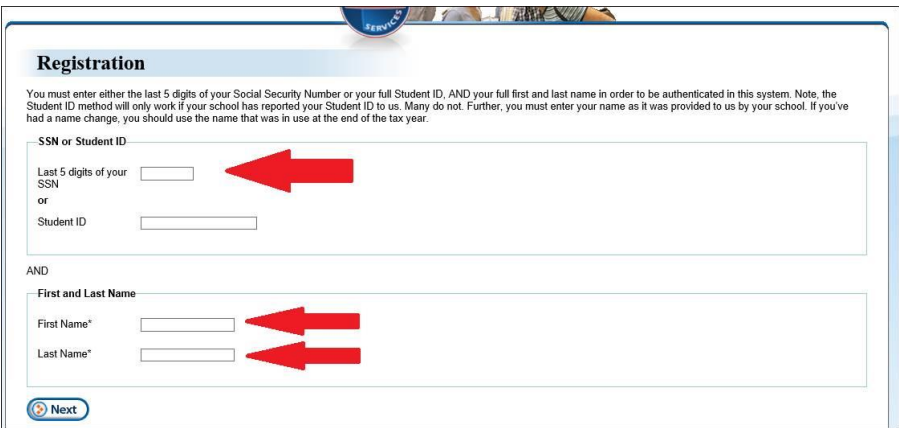 SERVICES
Registration
You must enter either the last 5 digits of your Social Security Number or your full Student ID, AND your full first and last name in order to be authenticated in this system. Note, the
Student ID method will only work if your school has reported your Student ID to us. Many do not. Further, you must enter your name as it was provided to us by your school. If you've
had a name change, you should use the name that was in use at the end of the tax year.
SSN or Student ID
Last 5 digits of your
SSN
or
Student ID
AND
First and Last Name
First Name*
Last Name*
Next